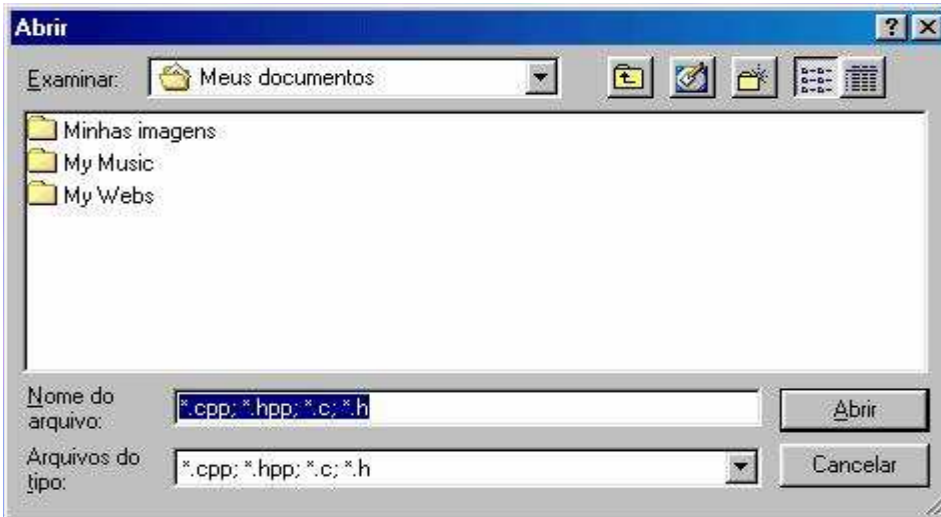 Abrir
Examinar: Meus documentos
Minhas imagens
My Music
My Webs
Nome do
arquivo: *.cpp; *.hpp; *.c; *.h Abrir
Arquivos do
tipo: *.cpp; *.hpp; *.c; *.h Cancelar